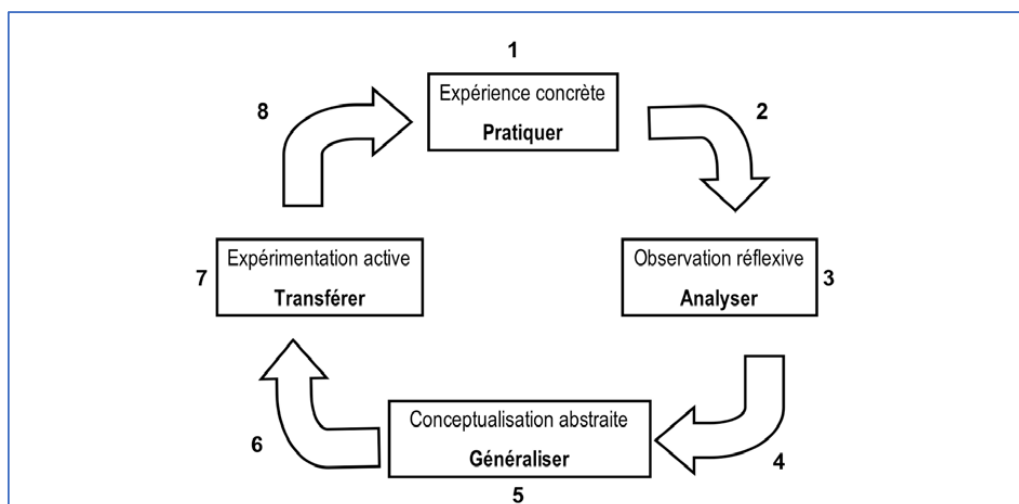 1
Expérience concrète
Pratiquer
2
Observation réflexive
Analyser
3
4
Conceptualisation abstraite
Généraliser
5
6
Expérimentation active
Transférer
7
8